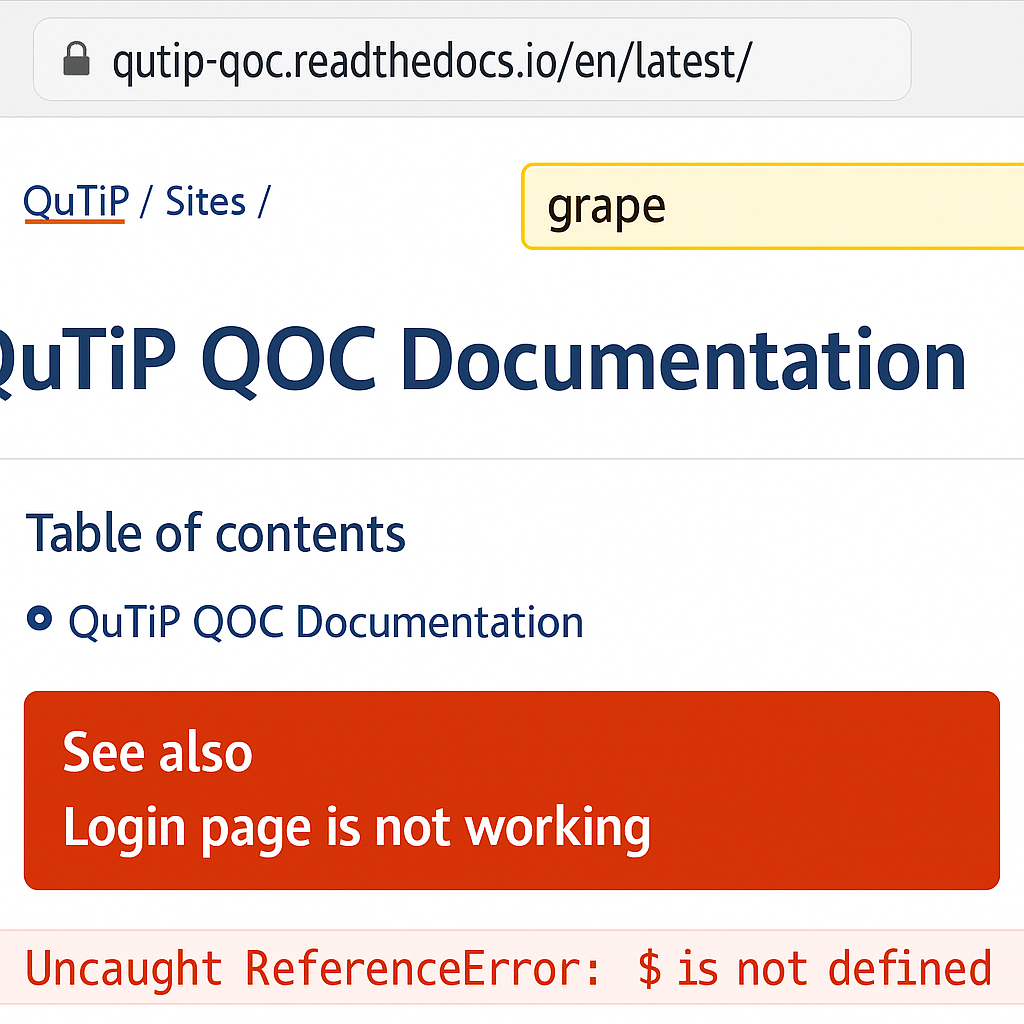 qutip-qoc.readthedocs.io/en/latest/
QuTiP / Sites /
grape
QuTiP QOC Documentation
Table of contents
QuTiP QOC Documentation
See also
Login page is not working
Uncaught ReferenceError: $ is not defined